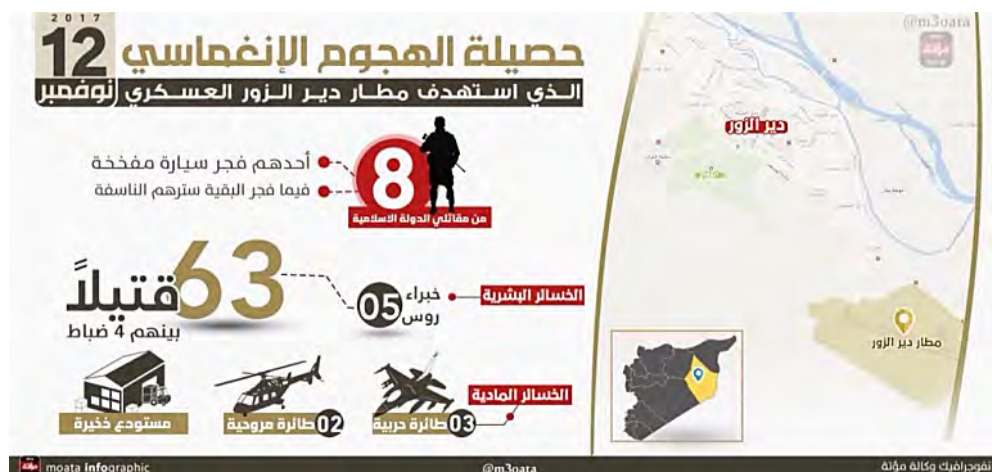 2017
12
نوفمبر
حصيلة الهجوم الإنغماسي
الذي استهدف مطار دير الزور العسكري
8
من مقاتلي الدولة الاسلامية
أحدهم فجر سيارة مفخخة
فيما فجر البقية سترهم الناسفة
الخسائر البشرية
05 خبراء روس
63 قتيلاً
بينهم 4 ضباط
الخسائر المادية
03 طائرة حربية
02 طائرة مروحية
مستودع ذخيرة
@m3oata
دير الزور
مطار دير الزور
moata infographic
@m3oata
إنفوجرافيك وكالة مؤتة